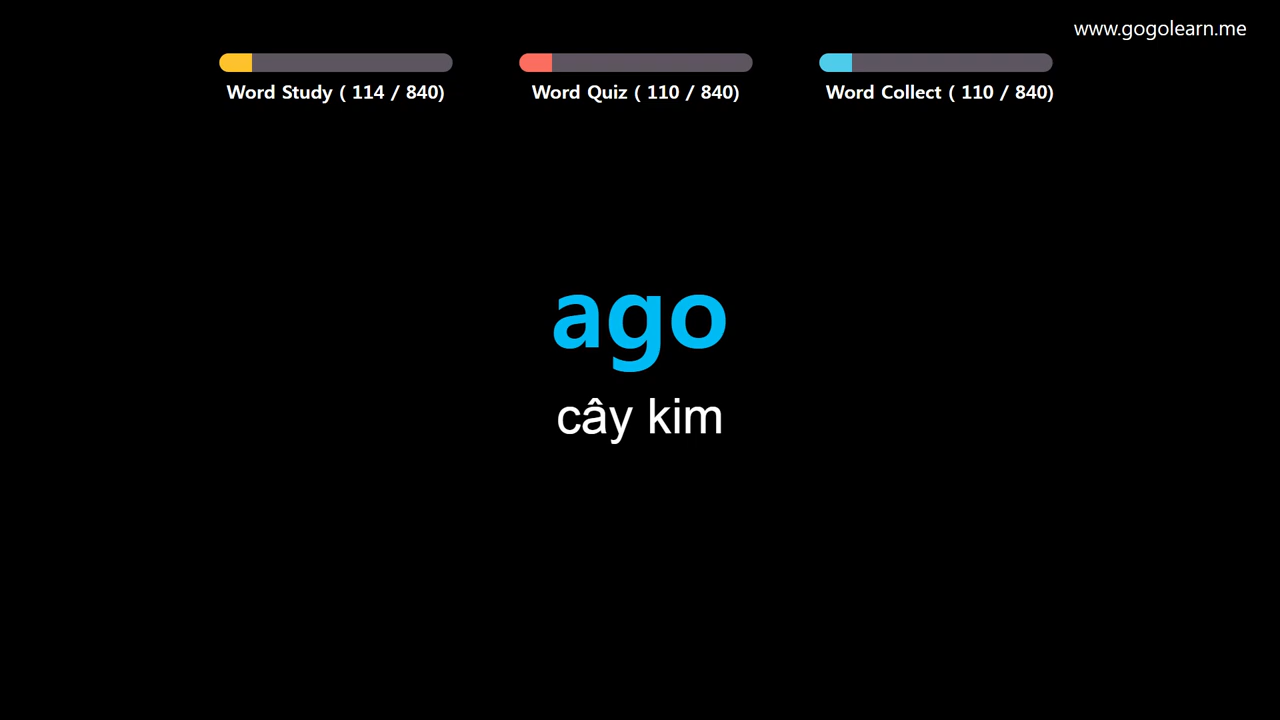 www.gogolearn.me
Word Study ( 114 / 840)
Word Quiz ( 110 / 840)
Word Collect ( 110 / 840)
ago
cây kim